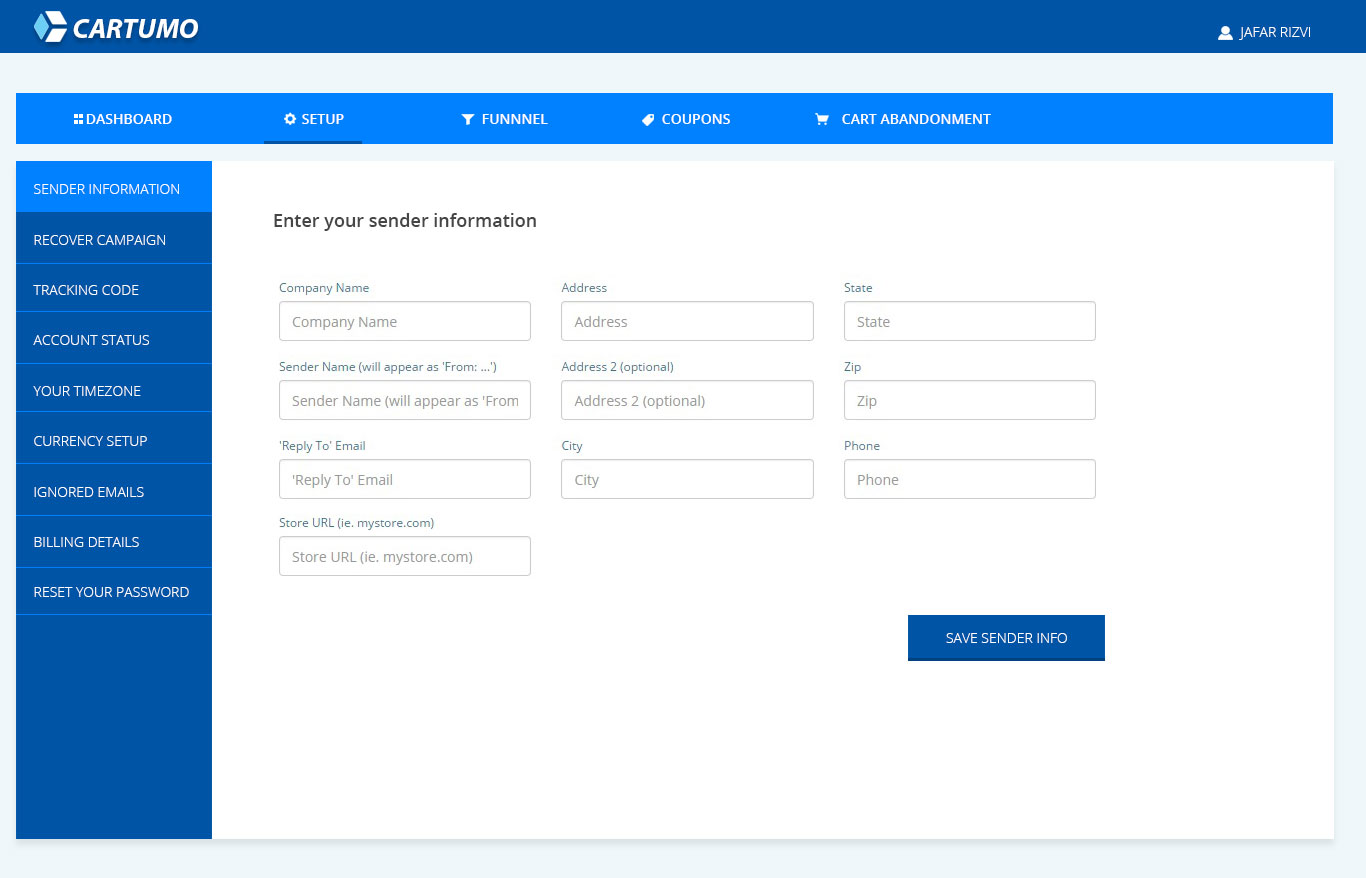 CARTUMO
JAFAR RIZVI
DASHBOARD
SETUP
FUNNNEL
COUPONS
CART ABANDONMENT
SENDER INFORMATION
RECOVER CAMPAIGN
TRACKING CODE
ACCOUNT STATUS
YOUR TIMEZONE
CURRENCY SETUP
IGNORED EMAILS
BILLING DETAILS
RESET YOUR PASSWORD
Enter your sender information
Company Name
Company Name
Address
Address
State
State
Sender Name (will appear as 'From: ...')
Sender Name (will appear as 'From
Address 2 (optional)
Address 2 (optional)
Zip
Zip
'Reply To' Email
'Reply To' Email
City
City
Phone
Phone
Store URL (ie. mystore.com)
Store URL (ie. mystore.com)
SAVE SENDER INFO